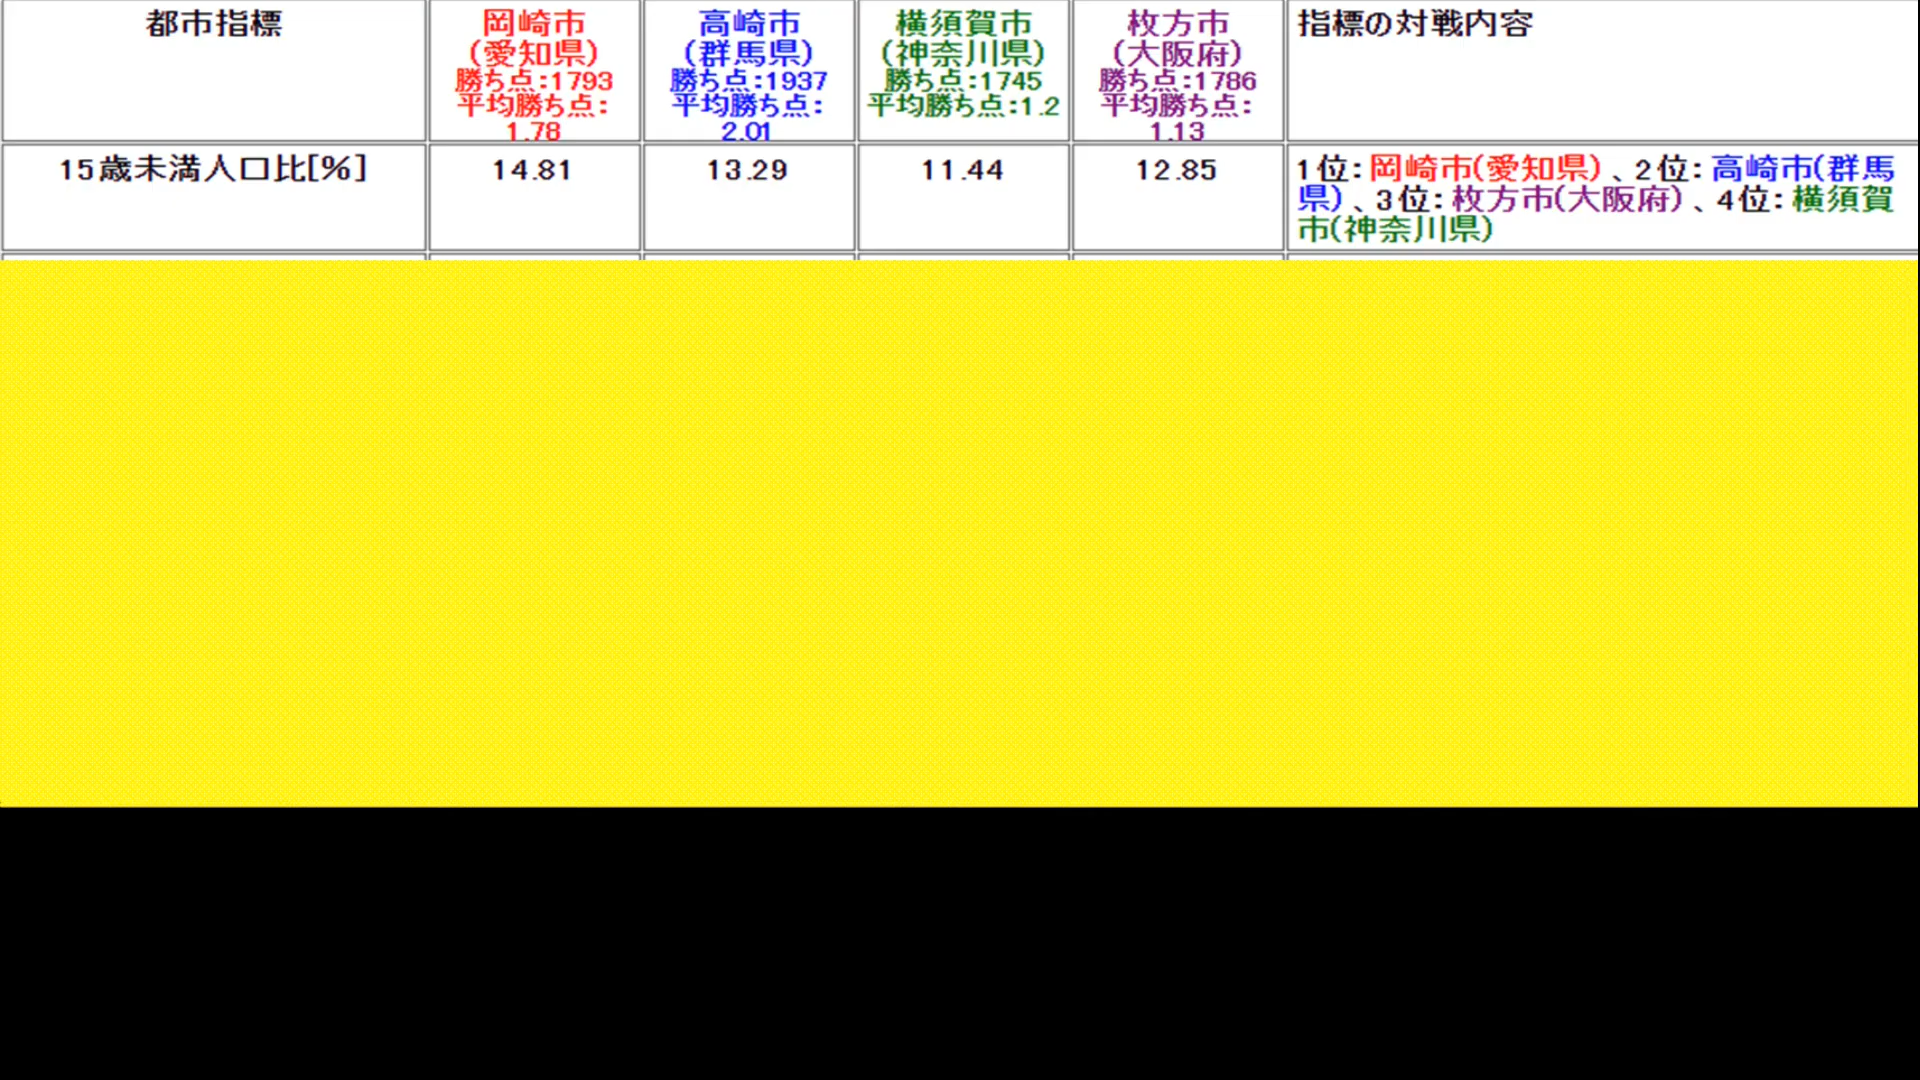 都市指標
岡崎市
(愛知県)
勝ち点:1793
平均勝ち点:
1.78
高崎市
(群馬県)
勝ち点:1937
平均勝ち点:
2.01
横須賀市
(神奈川県)
勝ち点:1745
平均勝ち点:1.2
枚方市
(大阪府)
勝ち点:1786
平均勝ち点:
1.13
指標の対戦内容
15歳未満人口比[%]
14.81
13.29
11.44
12.85
1位:岡崎市(愛知県)、2位:高崎市(群馬
県)、3位:枚方市(大阪府)、4位:横須賀
市(神奈川県)